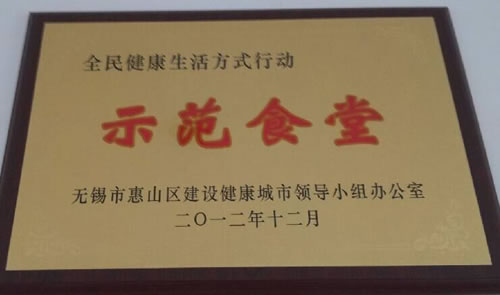 全民健康生活方式行动
示范食堂
无锡市惠山区建设健康城市领导小组办公室
二〇一二年十二月